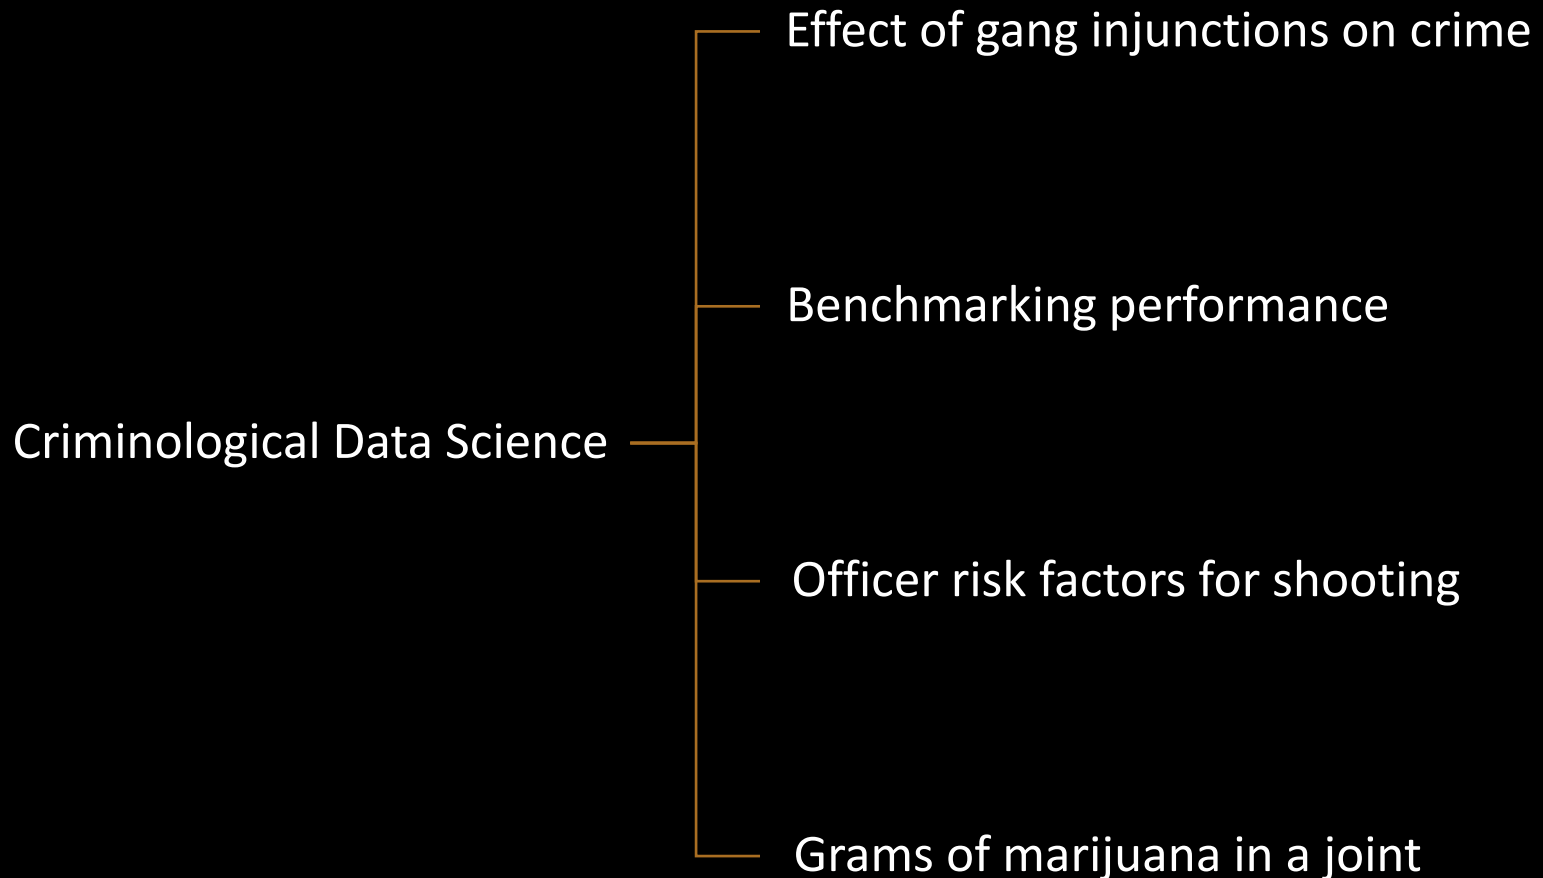 Effect of gang injunctions on crime
Benchmarking performance
Criminological Data Science
Officer risk factors for shooting
Grams of marijuana in a joint